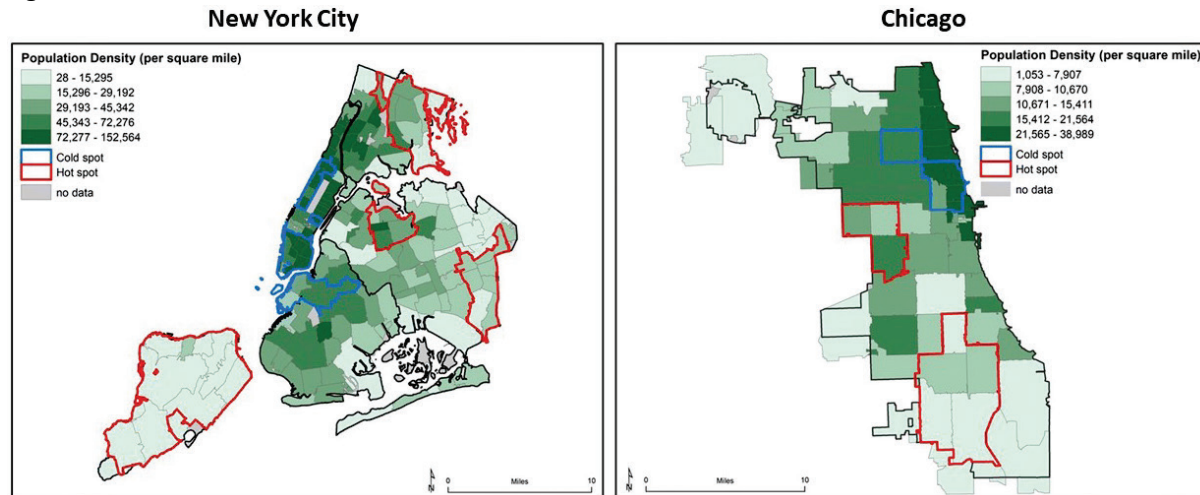 New York City
Chicago
Population Density (per square mile)
28 - 15,295
15,296 - 29,192
29,193 - 45,342
45,343 - 72,276
72,277 - 152,564
Cold spot
Hot spot
no data
N
Miles
0
10
Population Density (per square mile)
1,053 - 7,907
7,908 - 10,670
10,671 - 15,411
15,412 - 21,564
21,565 - 38,989
Cold spot
Hot spot
no data
N
Miles
0
10